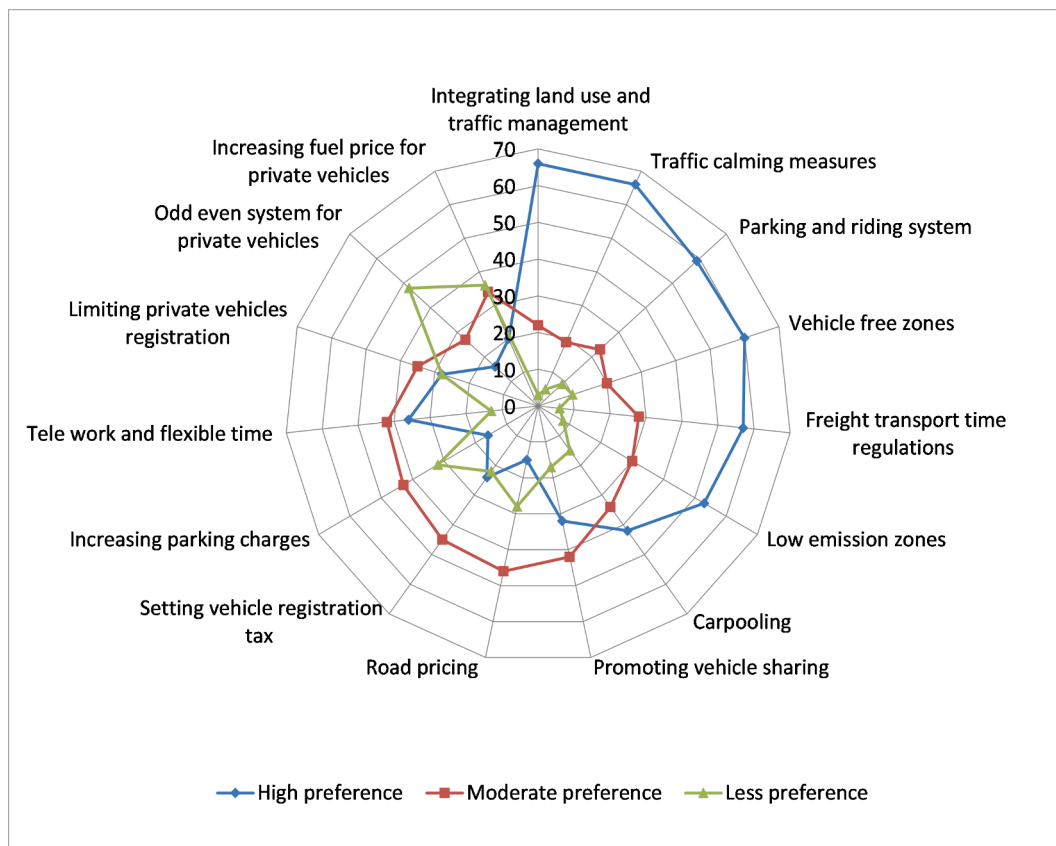 Integrating land use and
traffic management
Increasing fuel price for
private vehicles
Traffic calming measures
Odd even system for
private vehicles
Parking and riding system
Limiting private vehicles
registration
Vehicle free zones
Tele work and flexible time
Freight transport time
regulations
Increasing parking charges
Low emission zones
Setting vehicle registration
tax
Carpooling
Road pricing
Promoting vehicle sharing
70
60
50
40
30
20
10
0
High preference
Moderate preference
Less preference